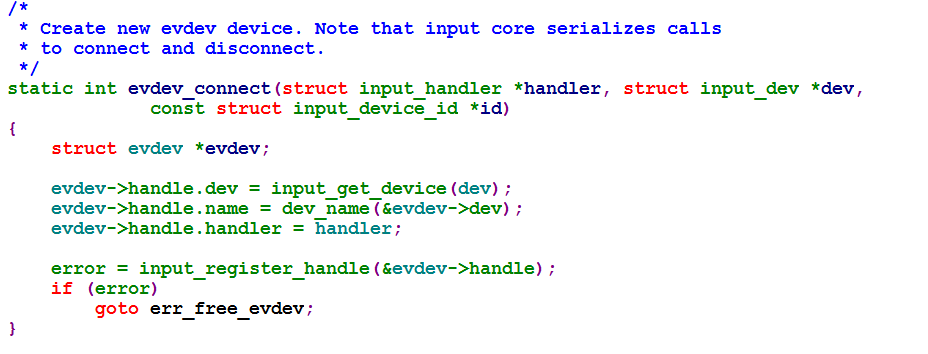 /*
 * Create new evdev device. Note that input core serializes calls
 * to connect and disconnect.
 */
static int evdev_connect(struct input_handler *handler, struct input_dev *dev,
             const struct input_device_id *id)
{
    struct evdev *evdev;

    evdev->handle.dev = input_get_device(dev);
    evdev->handle.name = dev_name(&evdev->dev);
    evdev->handle.handler = handler;

    error = input_register_handle(&evdev->handle);
    if (error)
        goto err_free_evdev;
}